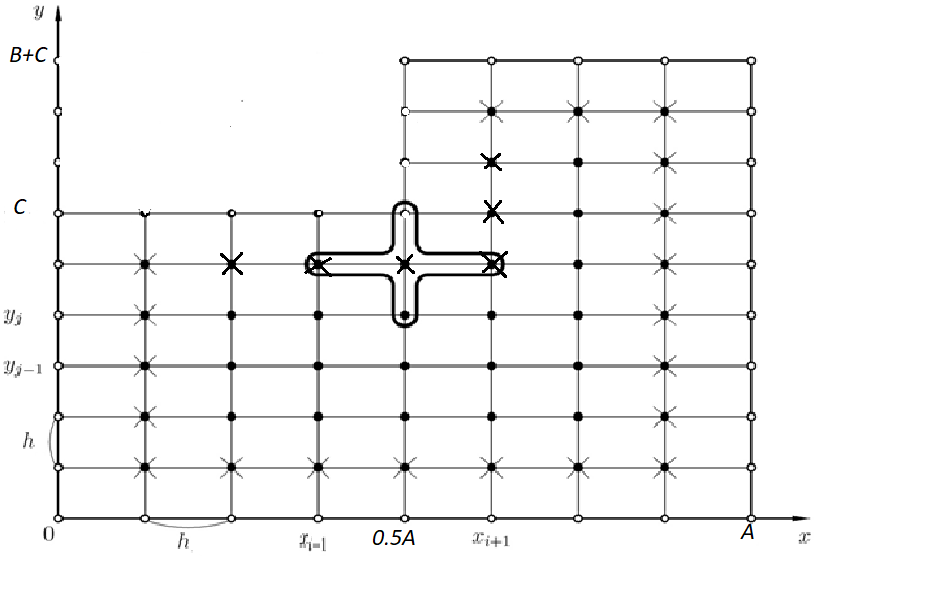 y
B+C
C
y_j
y_{j-1}
h
0
h
x_{i-1}
0.5A
x_{i+1}
A
x